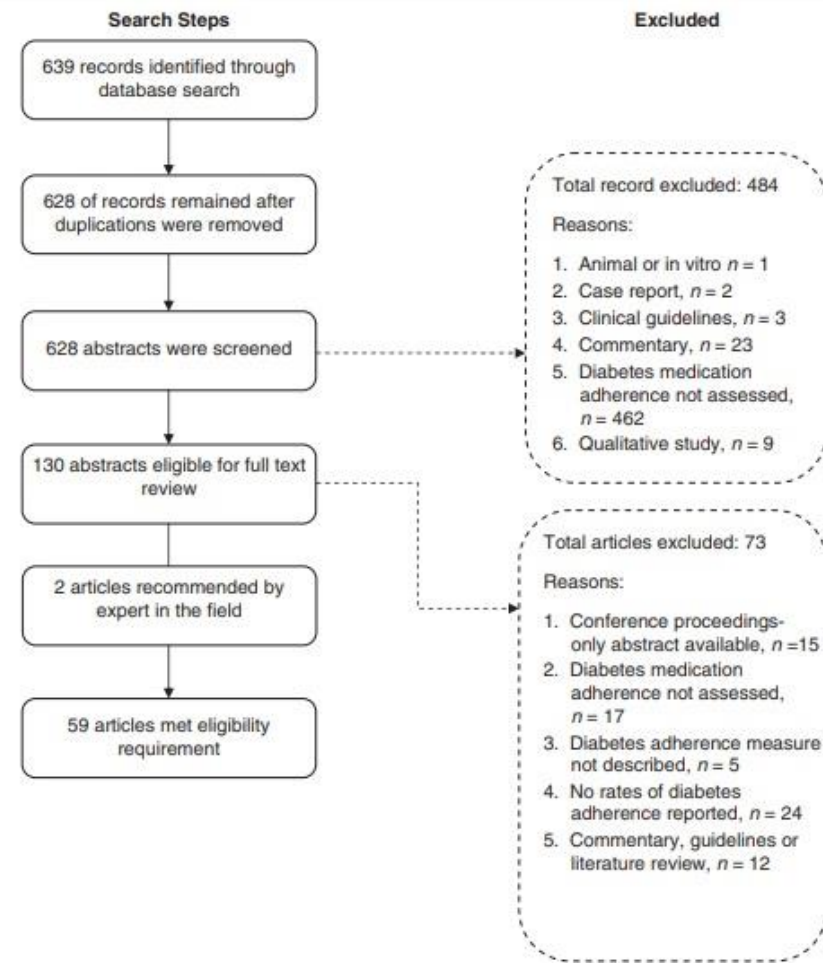 Search Steps
639 records identified through
database search
628 of records remained after
duplications were removed
628 abstracts were screened
130 abstracts eligible for full text
review
2 articles recommended by
expert in the field
59 articles met eligibility
requirement
Excluded
Total record excluded: 484
Reasons:
1. Animal or in vitro n = 1
2. Case report, n = 2
3. Clinical guidelines, n = 3
4. Commentary, n = 23
5. Diabetes medication
adherence not assessed,
n = 462
6. Qualitative study, n = 9
Total articles excluded: 73
Reasons:
1. Conference proceedings-
only abstract available, n =15
2. Diabetes medication
adherence not assessed,
n = 17
3. Diabetes adherence measure
not described, n = 5
4. No rates of diabetes
adherence reported, n = 24
5. Commentary, guidelines or
literature review, n = 12